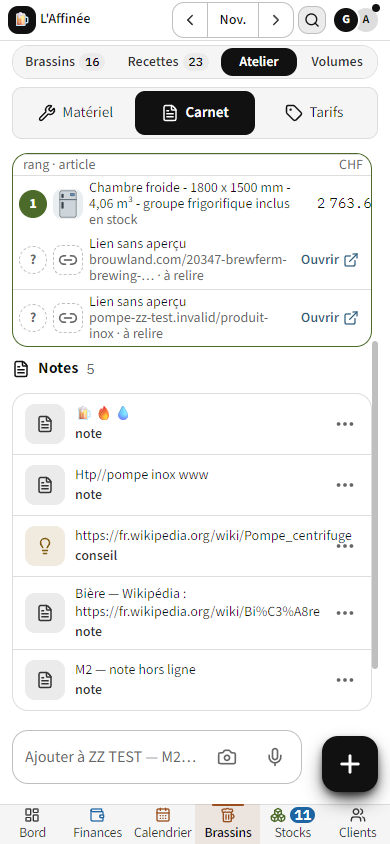 L'Affinée
Nov.
G
A
Brassins 16
Recettes 23
Atelier
Volumes
Matériel
Carnet
Tarifs
rang · article
CHF
1
Chambre froide - 1800 x 1500 mm -
4,06 m³ - groupe frigorifique inclus
en stock
2 763.6
?
Lien sans aperçu
brouwland.com/20347-brewferm-
brewing-… · à relire
Ouvrir
?
Lien sans aperçu
pompe-zz-test.invalid/produit-
inox · à relire
Ouvrir
Notes 5
🍺 🔥 💧
note
Htp//pompe inox www
note
https://fr.wikipedia.org/wiki/Pompe_centrifuge
conseil
Bière — Wikipédia :
https://fr.wikipedia.org/wiki/Bi%C3%A8re
note
M2 — note hors ligne
note
Ajouter à ZZ TEST — M2…
Bord
Finances
Calendrier
Brassins
11
Stocks
Clients